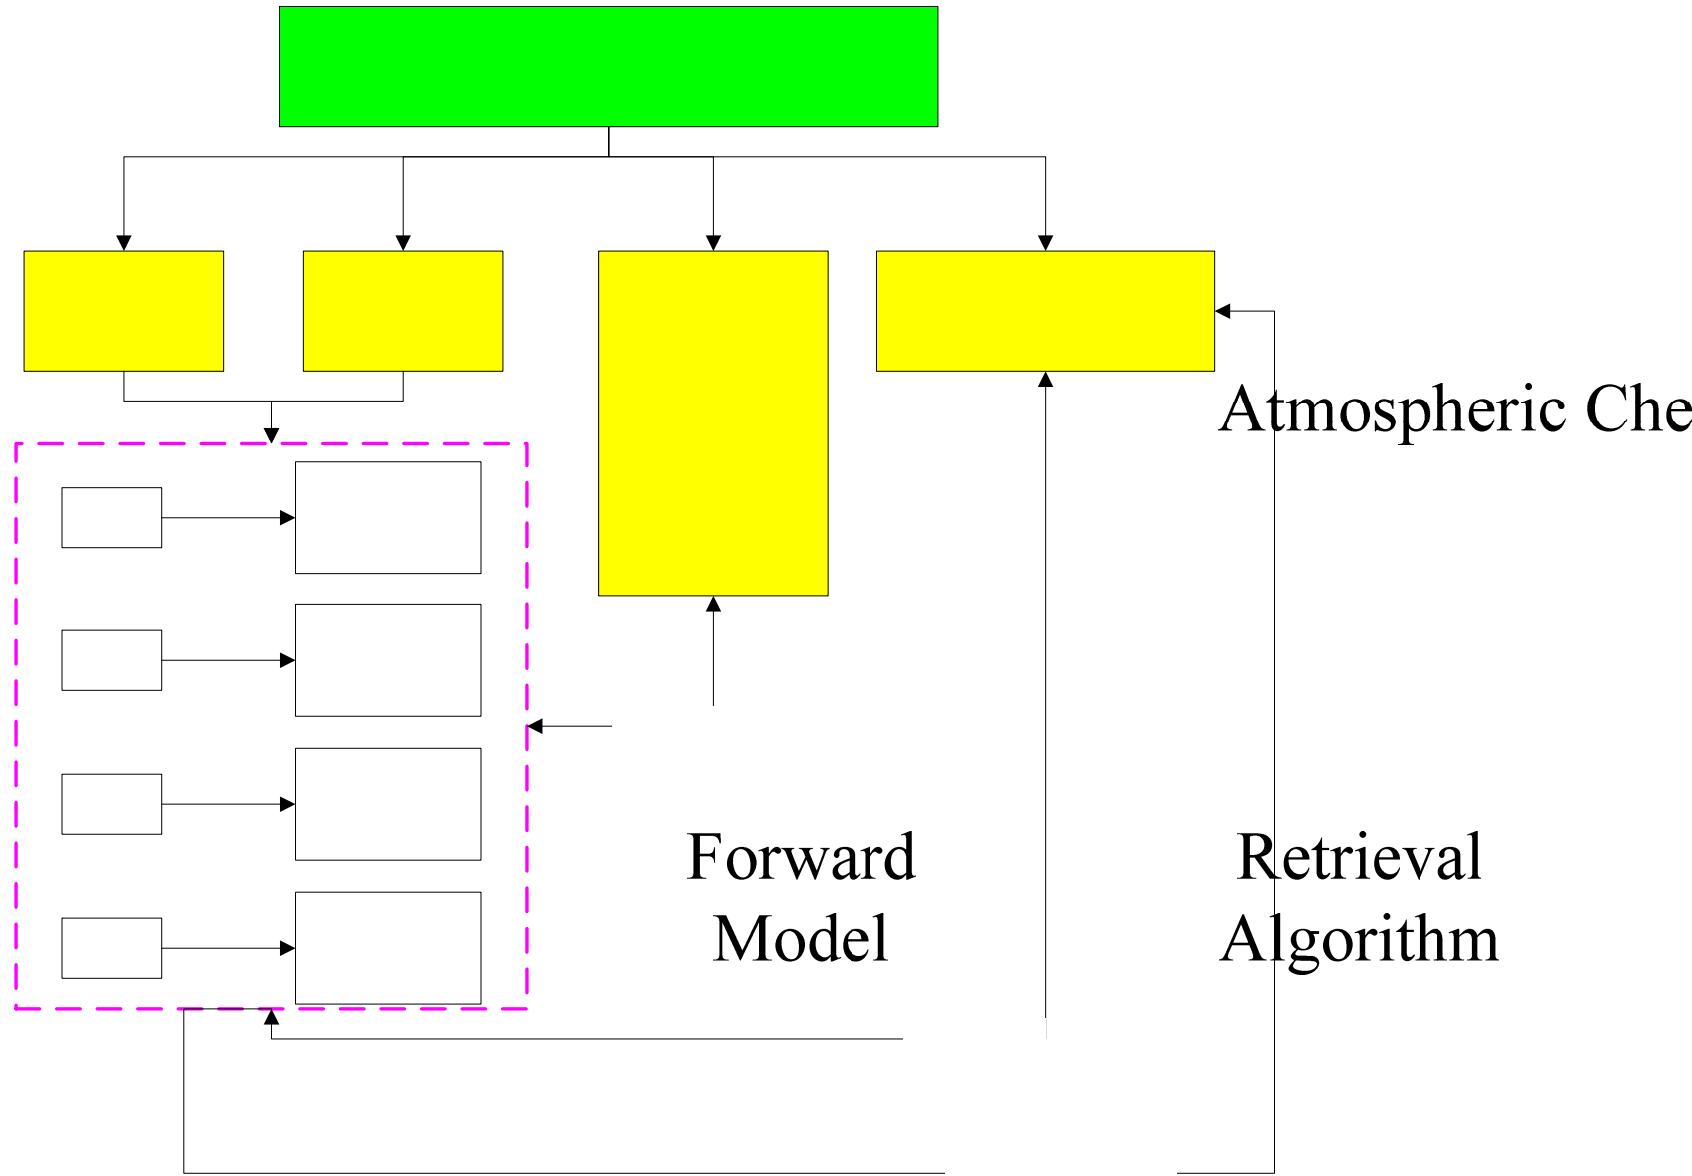 Atmospheric Che
Forward
Model
Retrieval
Algorithm